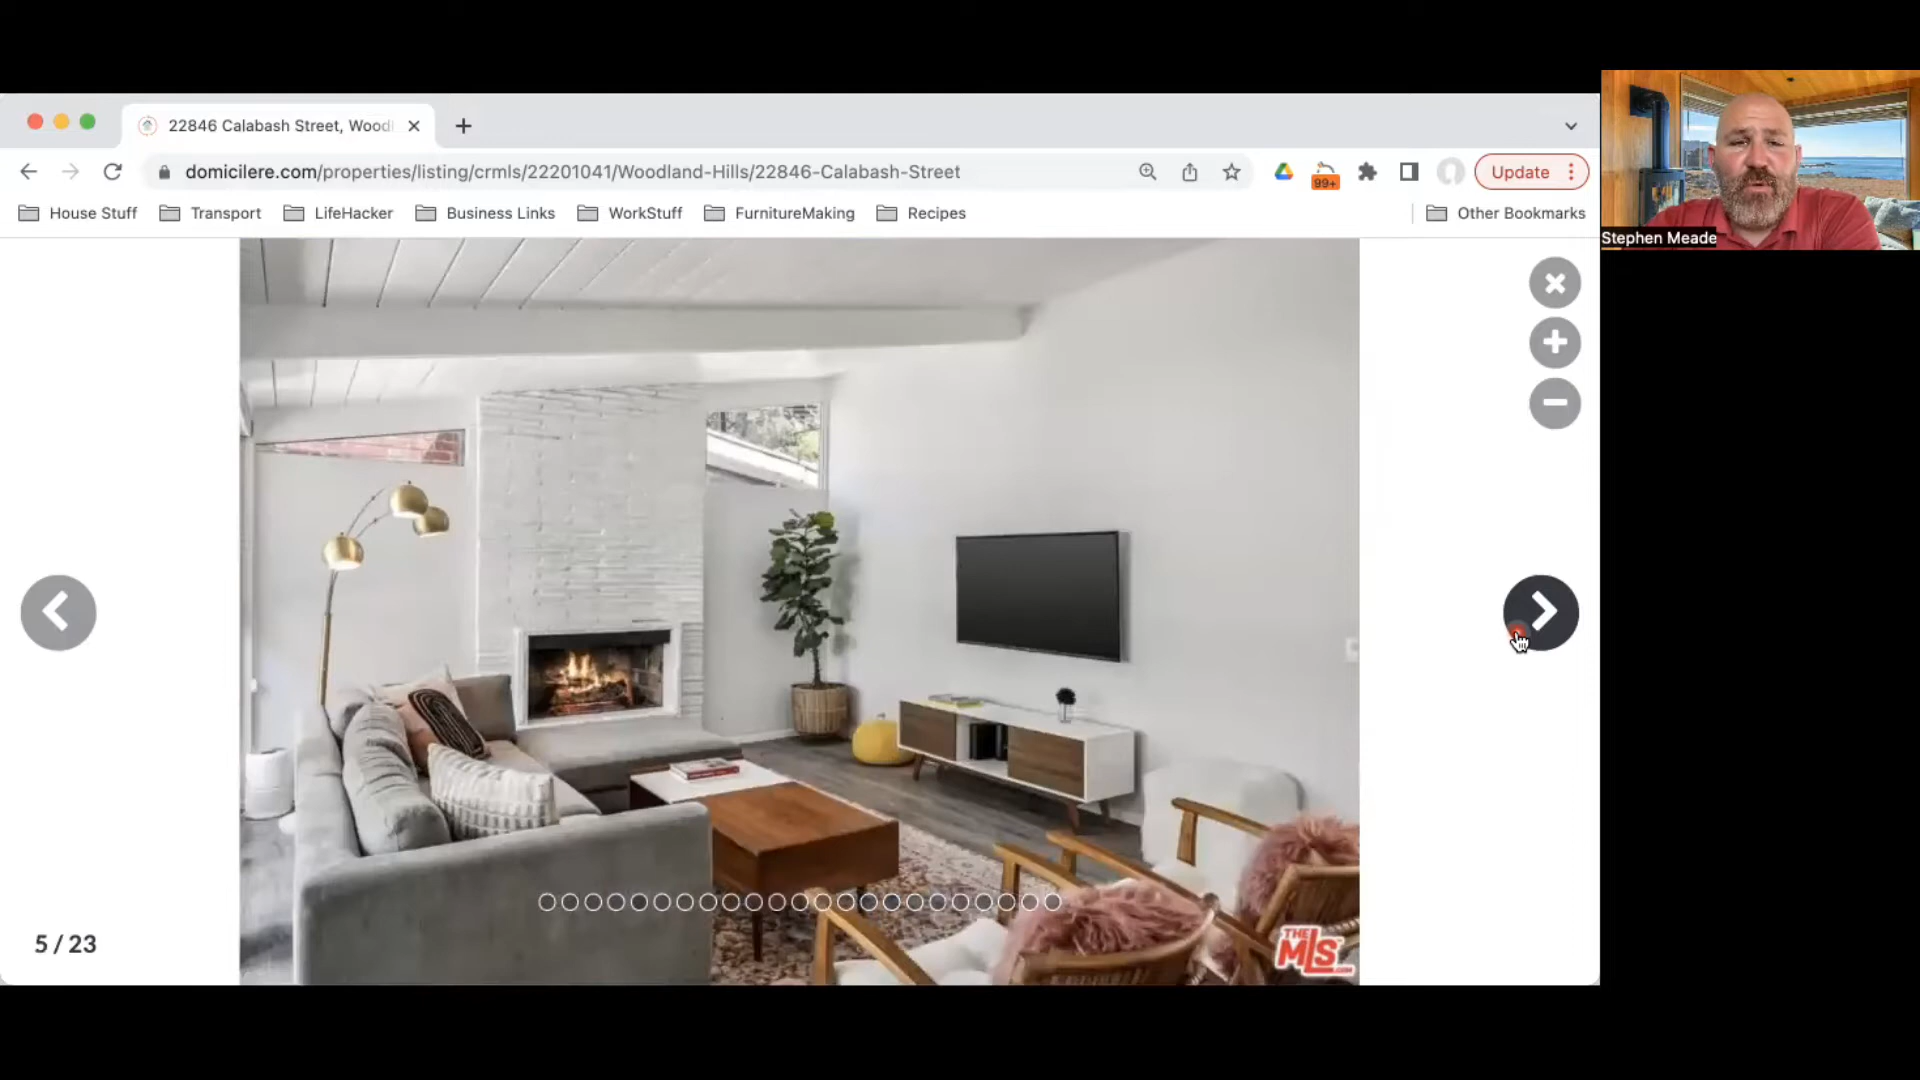 22846 Calabash Street, Wood
domicilere.com/properties/listing/crmls/22201041/Woodland-Hills/22846-Calabash-Street
99+
Update
House Stuff
Transport
LifeHacker
Business Links
WorkStuff
FurnitureMaking
Recipes
Other Bookmarks
Stephen Meade
5 / 23
THE
MLS
.COM